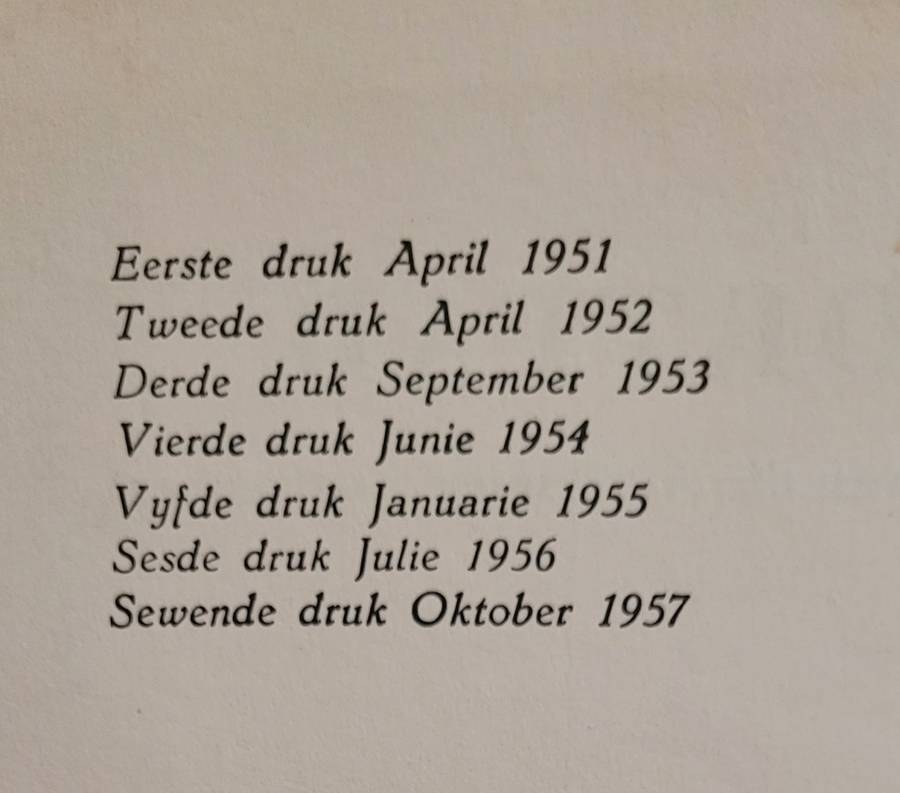 Eerste druk April 1951
Tweede druk April 1952
Derde druk September 1953
Vierde druk Junie 1954
Vyfde druk Januarie 1955
Sesde druk Julie 1956
Sewende druk Oktober 1957